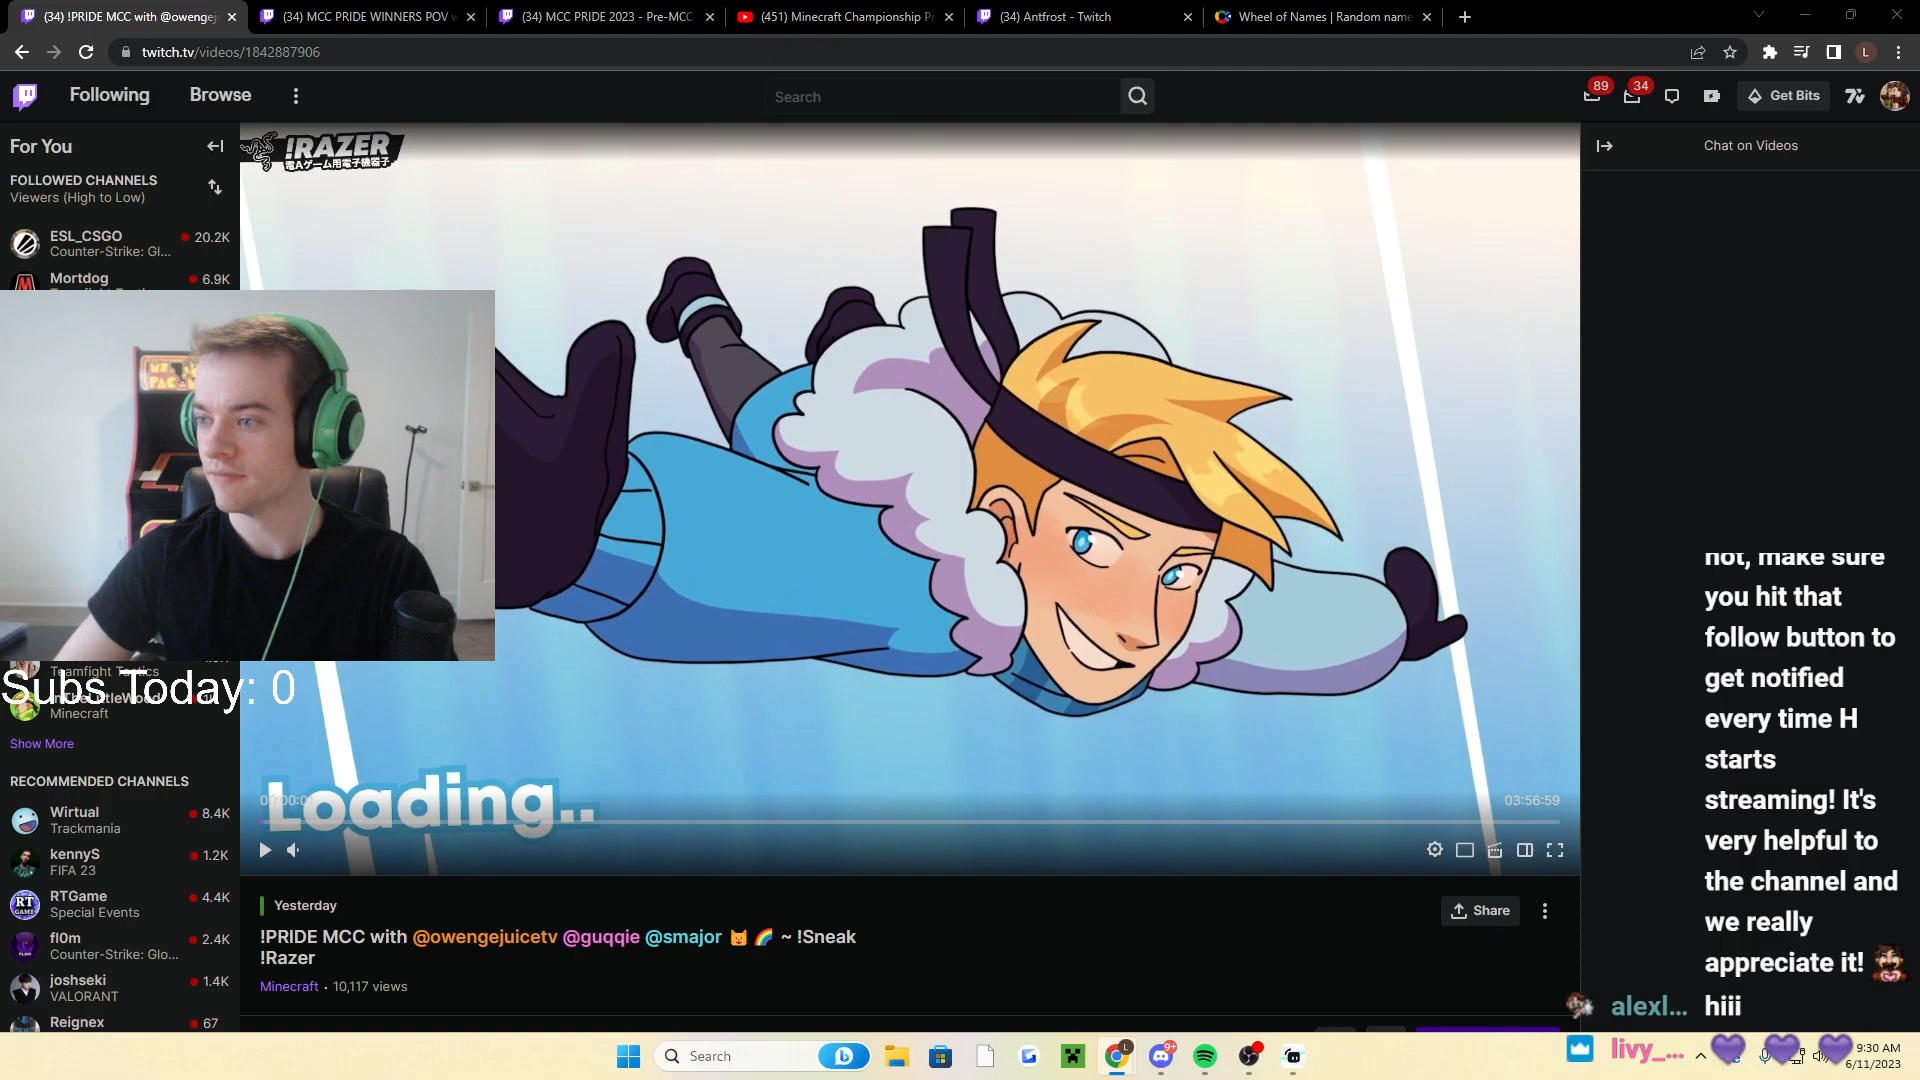 (34) !PRIDE MCC with @owengej
(34) MCC PRIDE WINNERS POV w
(34) MCC PRIDE 2023 - Pre-MCC
(451) Minecraft Championship Pr
(34) Antfrost - Twitch
Wheel of Names | Random name
twitch.tv/videos/1842887906
L
Following
Browse
Search
89
34
Get Bits
For You
!RAZER
Chat on Videos
FOLLOWED CHANNELS
Viewers (High to Low)
ESL_CSGO
20.2K
Counter-Strike: Gl...
Mortdog
6.9K
not, make sure
you hit that
follow button to
get notified
every time H
starts
streaming! It's
very helpful to
the channel and
we really
appreciate it!
alexl... hiii
livy_...
Teamfight Tactics
Subs Today: 0
Minecraft
Show More
RECOMMENDED CHANNELS
Wirtual
8.4K
Trackmania
kennyS
1.2K
FIFA 23
RTGame
4.4K
Special Events
fl0m
2.4K
Counter-Strike: Glo...
joshseki
1.4K
VALORANT
Reignex
67
Loading..
03:56:59
Yesterday
Share
!PRIDE MCC with @owengejuicetv @guqqie @smajor 🐱 🌈 ~ !Sneak
!Razer
Minecraft • 10,117 views
Search
9+
9:30 AM
6/11/2023